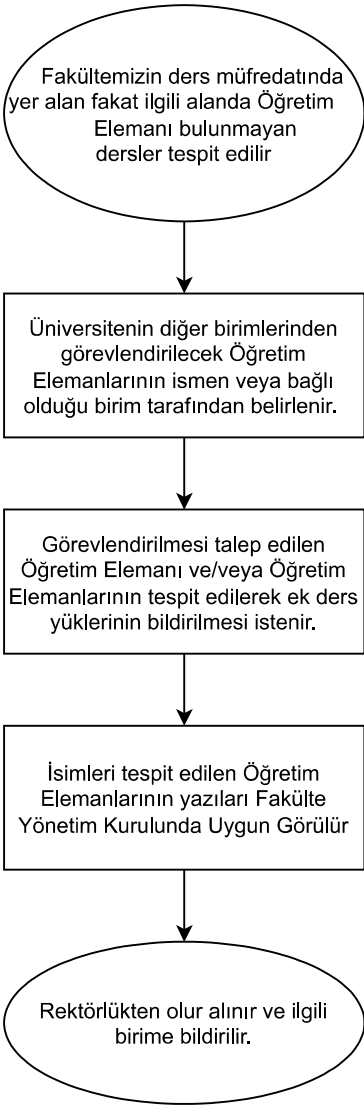 Fakültemizin ders müfredatında
yer alan fakat ilgili alanda Öğretim
Elemanı bulunmayan
dersler tespit edilir
Üniversitenin diğer birimlerinden
görevlendirilecek Öğretim
Elemanlarının ismen veya bağlı
olduğu birim tarafından belirlenir.
Görevlendirilmesi talep edilen
Öğretim Elemanı ve/veya Öğretim
Elemanlarının tespit edilerek ek ders
yüklerinin bildirilmesi istenir.
İsimleri tespit edilen Öğretim
Elemanlarının yazıları Fakülte
Yönetim Kurulunda Uygun Görülür
Rektörlükten olur alınır ve ilgili
birime bildirilir.